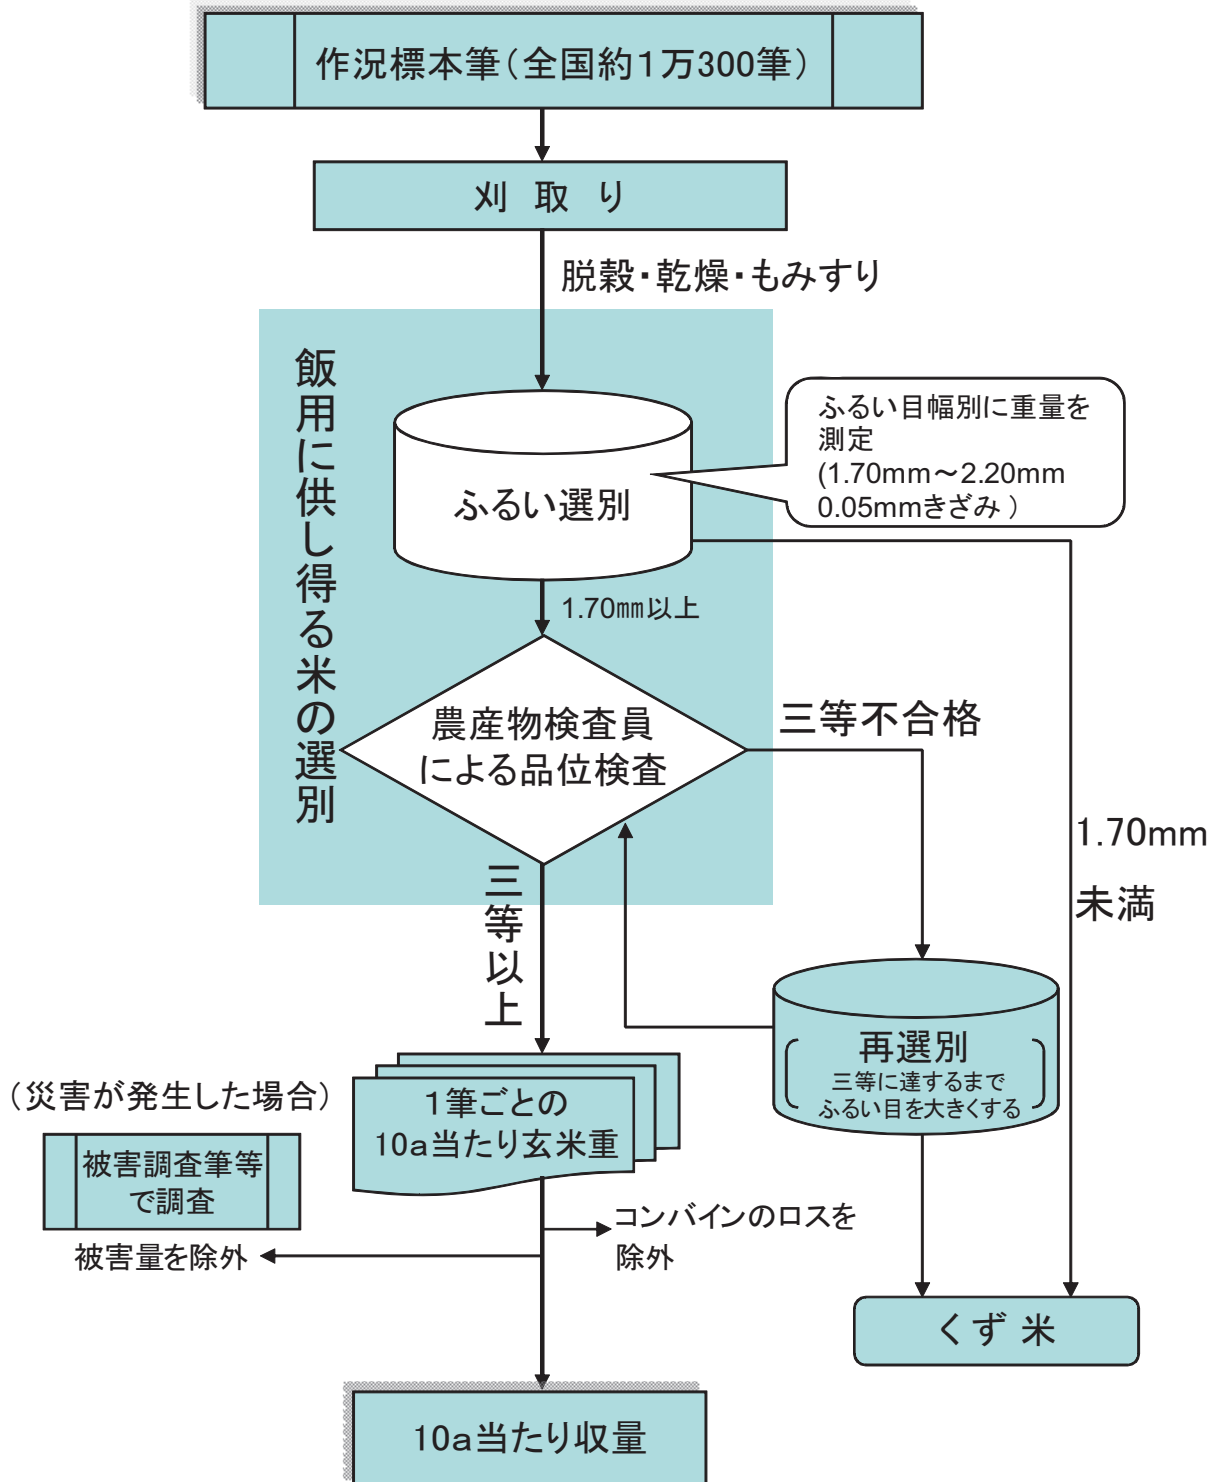 作況標本筆（全国約１万300筆）
刈 取 り
脱穀・乾燥・もみすり
飯用に供し得る米の選別
ふるい選別
ふるい目幅別に重量を
測定
(1.70mm～2.20mm
0.05mmきざみ )
1.70㎜以上
農産物検査員
による品位検査
三等不合格
1.70mm
未満
三等以上
再選別
三等に達するまで
ふるい目を大きくする
（災害が発生した場合）
被害調査筆等
で調査
１筆ごとの
10a当たり玄米重
コンバインのロスを
除外
被害量を除外
くず 米
10a当たり収量